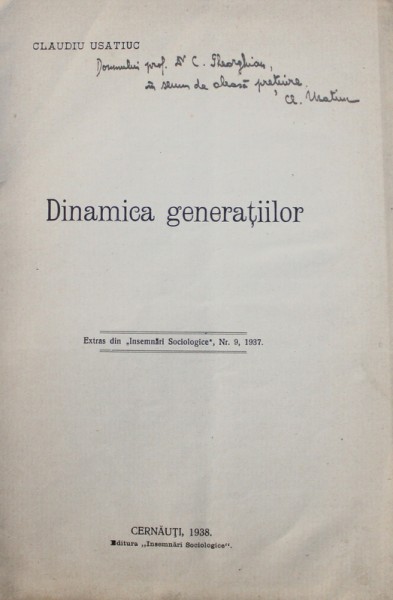 CLAUDIU USATIUC
Domnului prof. Dr C. Gheorghian,
în semn de aleasă prețuire.
Cl. Usatiuc
Dinamica generațiilor
Extras din „Insemnări Sociologice“, Nr. 9, 1937.
CERNĂUȚI, 1938.
Editura „Insemnări Sociologice“.